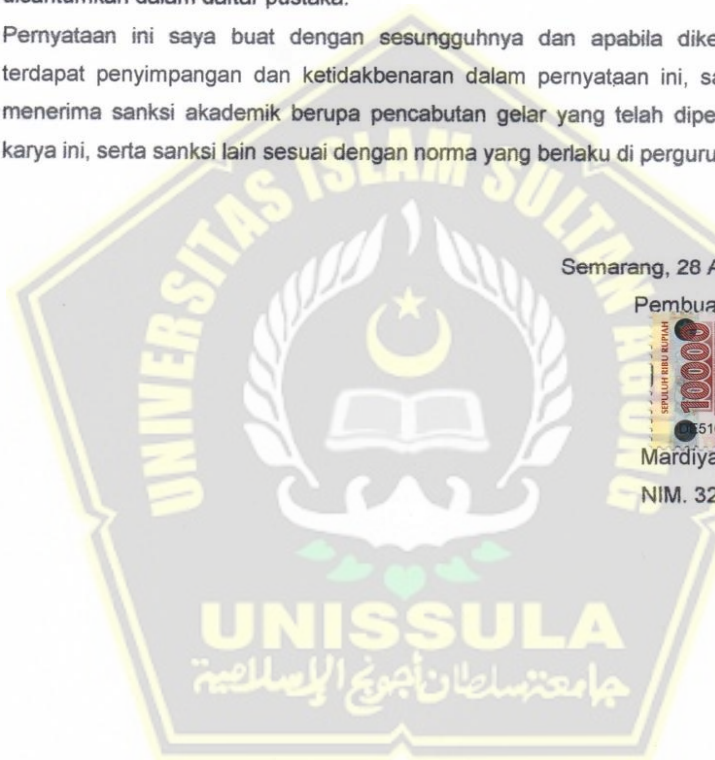 dicantumkan dalam daftar pustaka.
Pernyataan ini saya buat dengan sesungguhnya dan apabila dike
terdapat penyimpangan dan ketidakbenaran dalam pernyataan ini, sa
menerima sanksi akademik berupa pencabutan gelar yang telah dipe
karya ini, serta sanksi lain sesuai dengan norma yang berlaku di perguru
Semarang, 28 A
Pembua
SEPULUH RIBU RUPIAH
10000
Mardiya
NIM. 32
UNIVERSITAS ISLAM SULTAN AGUNG
UNISSULA
جامعة سلطان أجونج الإسلامية